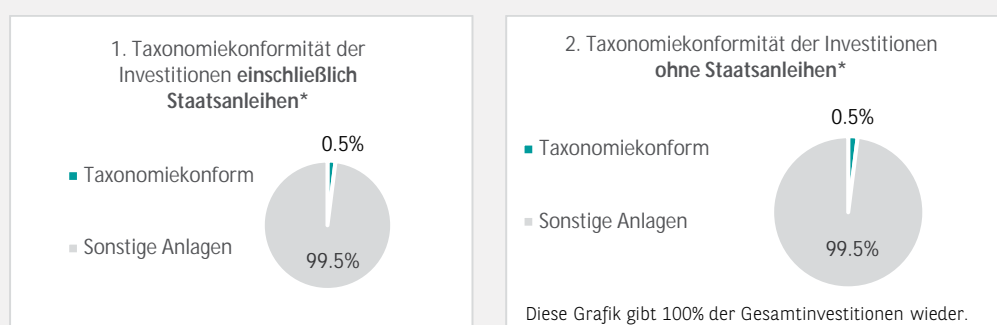 1. Taxonomiekonformität der
Investitionen einschließlich
Staatsanleihen*
0.5%
Taxonomiekonform
Sonstige Anlagen
99.5%
2. Taxonomiekonformität der Investitionen
ohne Staatsanleihen*
0.5%
Taxonomiekonform
Sonstige Anlagen
99.5%
Diese Grafik gibt 100% der Gesamtinvestitionen wieder.